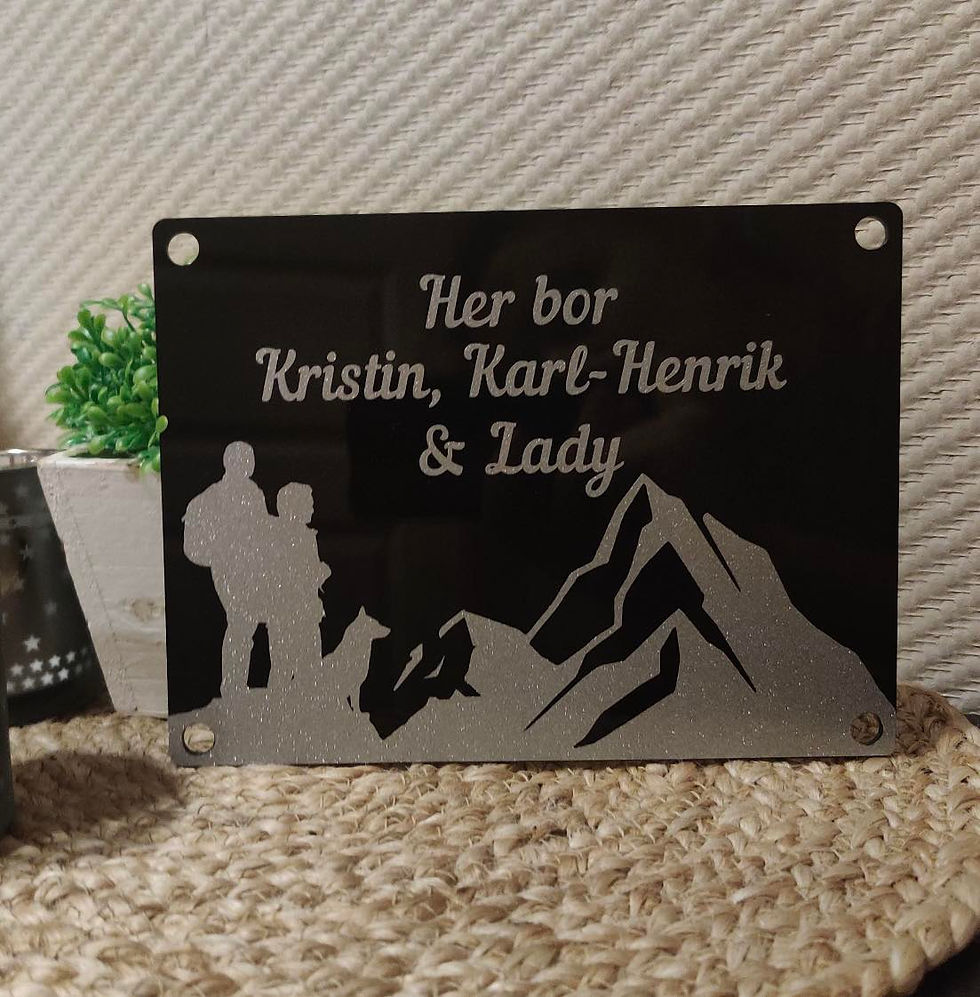 Her bor
Kristin, Karl-Henrik
& Lady